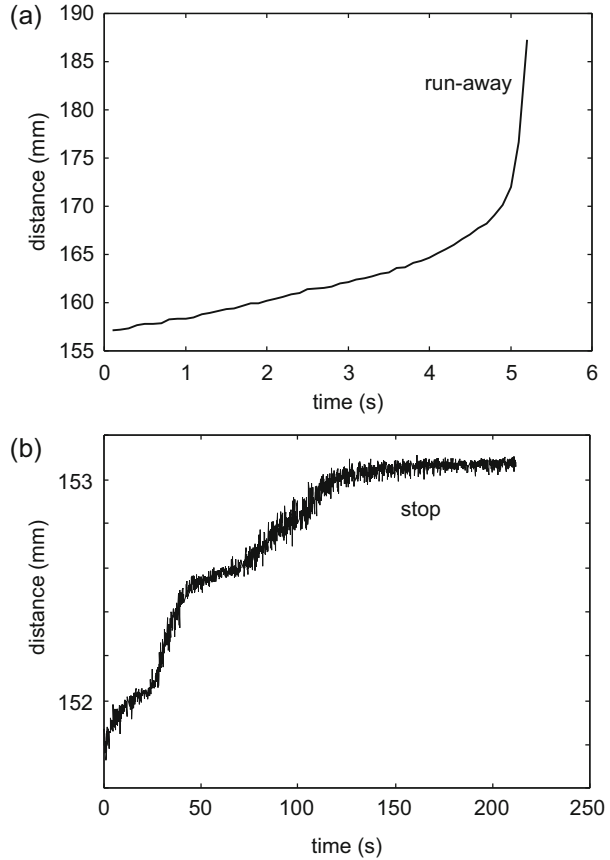 (a)
190
185
180
175
170
165
160
155
distance (mm)
run-away
0 1 2 3 4 5 6
time (s)
(b)
153
152
distance (mm)
stop
0 50 100 150 200 250
time (s)